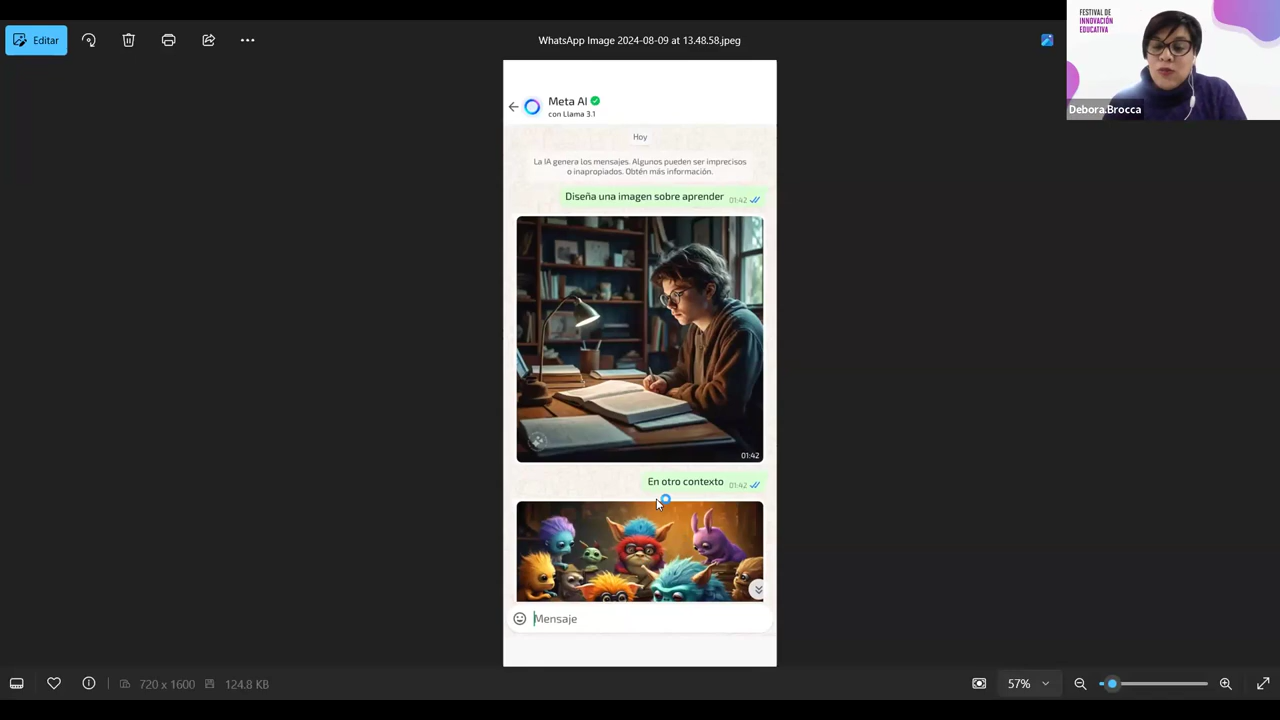 Editar
WhatsApp Image 2024-08-09 at 13.48.58.jpeg
FESTIVAL DE
INNOVACIÓN
EDUCATIVA
Debora.Brocca
Meta AI
con Llama 3.1
Hoy
La IA genera los mensajes. Algunos pueden ser imprecisos
o inapropiados. Obtén más información.
Diseña una imagen sobre aprender 01:42
01:42
En otro contexto 01:42
Mensaje
720 x 1600 124.8 KB 57%